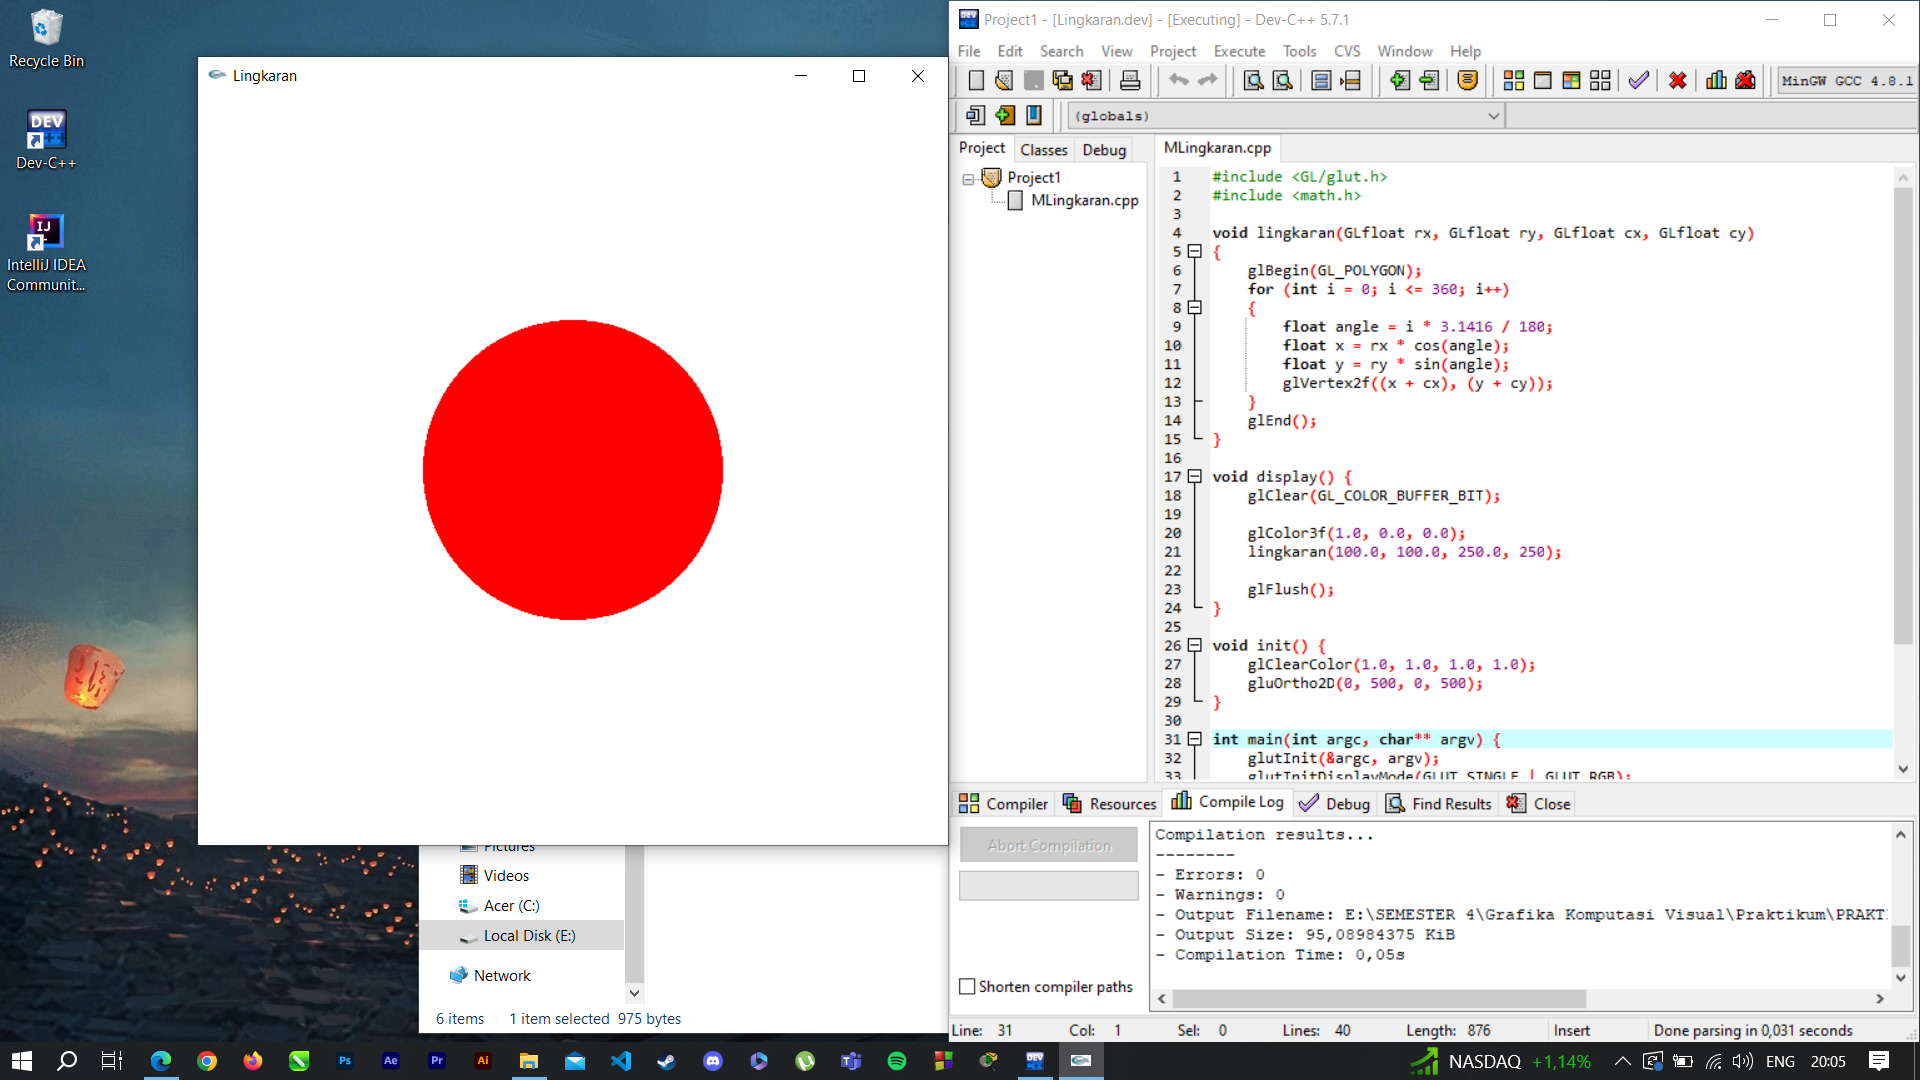 Recycle Bin
Dev-C++
IntelliJ IDEA
Communit...
Lingkaran
Pictures
Videos
Acer (C:)
Local Disk (E:)
Network
6 items 1 item selected 975 bytes
Project1 - [Lingkaran.dev] - [Executing] - Dev-C++ 5.7.1
File Edit Search View Project Execute Tools CVS Window Help
MinGW GCC 4.8.1
(globals)
Project Classes Debug
Project1
MLingkaran.cpp
MLingkaran.cpp
1 #include <GL/glut.h>
2 #include <math.h>
3
4 void lingkaran(GLfloat rx, GLfloat ry, GLfloat cx, GLfloat cy)
5 {
6 glBegin(GL_POLYGON);
7 for (int i = 0; i <= 360; i++)
8 {
9 float angle = i * 3.1416 / 180;
10 float x = rx * cos(angle);
11 float y = ry * sin(angle);
12 glVertex2f((x + cx), (y + cy));
13 }
14 glEnd();
15 }
16
17 void display() {
18 glClear(GL_COLOR_BUFFER_BIT);
19
20 glColor3f(1.0, 0.0, 0.0);
21 lingkaran(100.0, 100.0, 250.0, 250);
22
23 glFlush();
24 }
25
26 void init() {
27 glClearColor(1.0, 1.0, 1.0, 1.0);
28 gluOrtho2D(0, 500, 0, 500);
29 }
30
31 int main(int argc, char** argv) {
32 glutInit(&argc, argv);
33 glutInitDisplayMode(GLUT_SINGLE | GLUT_RGB);
Compiler Resources Compile Log Debug Find Results Close
Abort Compilation
Shorten compiler paths
Compilation results...
--------
- Errors: 0
- Warnings: 0
- Output Filename: E:\SEMESTER 4\Grafika Komputasi Visual\Praktikum\PRAKT
- Output Size: 95,08984375 KiB
- Compilation Time: 0,05s
Line: 31 Col: 1 Sel: 0 Lines: 40 Length: 876 Insert Done parsing in 0,031 seconds
NASDAQ +1,14% ENG 20:05